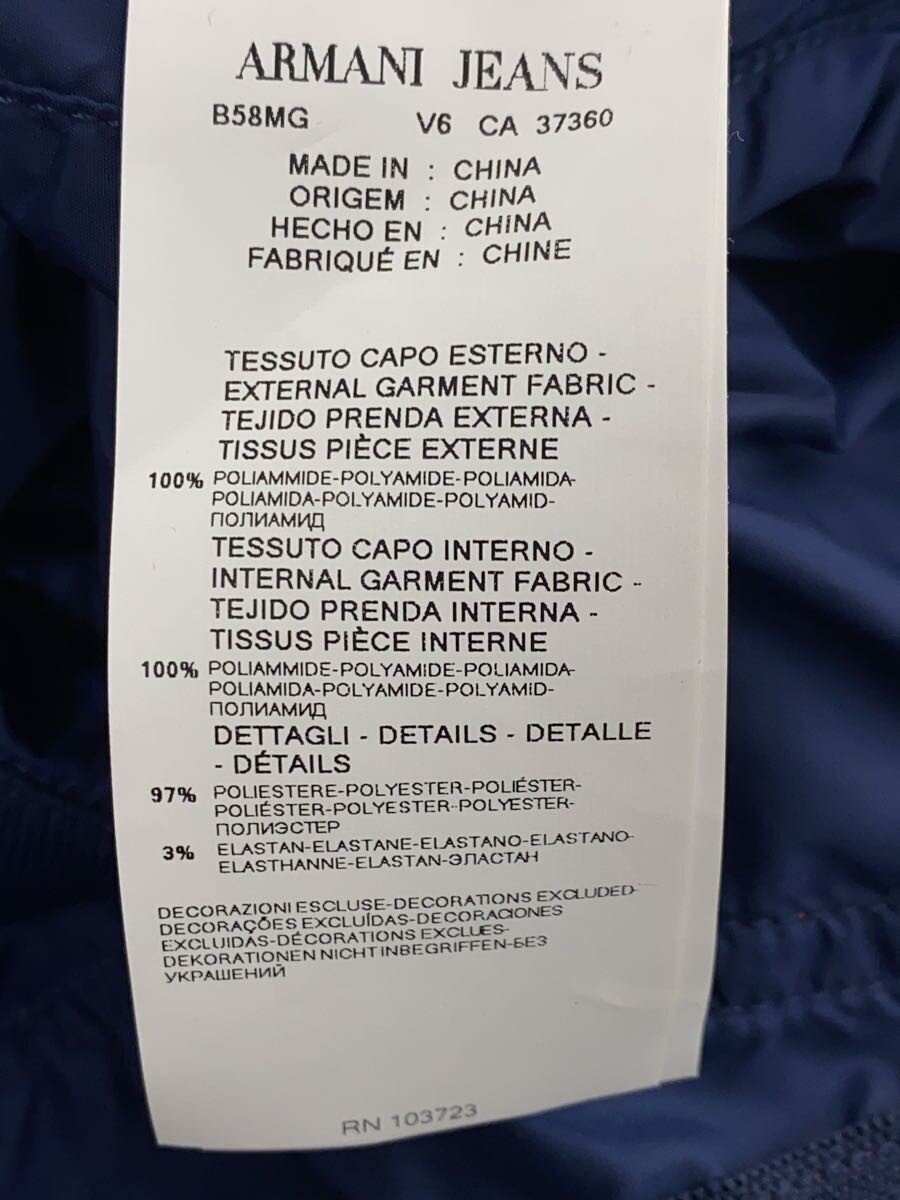 ARMANI JEANS
B58MG V6 CA 37360
MADE IN : CHINA
ORIGEM : CHINA
HECHO EN : CHINA
FABRIQUÉ EN : CHINE
TESSUTO CAPO ESTERNO -
EXTERNAL GARMENT FABRIC -
TEJIDO PRENDA EXTERNA -
TISSUS PIÈCE EXTERNE
100% POLIAMMIDE-POLYAMIDE-POLIAMIDA-
POLIAMIDA-POLYAMIDE-POLYAMID-
ПОЛИАМИД
TESSUTO CAPO INTERNO -
INTERNAL GARMENT FABRIC -
TEJIDO PRENDA INTERNA -
TISSUS PIÈCE INTERNE
100% POLIAMMIDE-POLYAMIDE-POLIAMIDA-
POLIAMIDA-POLYAMIDE-POLYAMID-
ПОЛИАМИД
DETTAGLI - DETAILS - DETALLE
- DÉTAILS
97% POLIESTERE-POLYESTER-POLIÉSTER-
POLIÉSTER-POLYESTER-POLYESTER-
ПОЛИЭСТЕР
3% ELASTAN-ELASTANE-ELASTANO-ELASTANO-
ELASTHANNE-ELASTAN-ЭЛАСТАН
DECORAZIONI ESCLUSE-DECORATIONS EXCLUDED-
DECORAÇÕES EXCLUÍDAS-DECORACIONES
EXCLUIDAS-DÉCORATIONS EXCLUES-
DEKORATIONEN NICHT INBEGRIFFEN-БЕЗ
УКРАШЕНИЙ
RN 103723